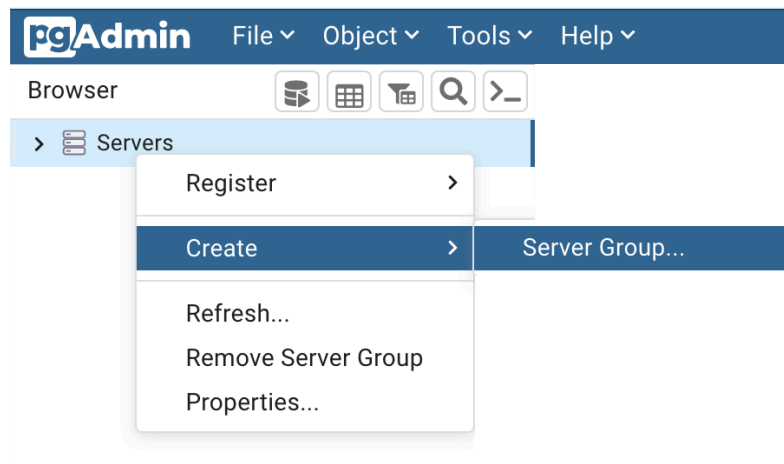 pgAdmin File Object Tools Help
Browser
Servers
Register
Create Server Group...
Refresh...
Remove Server Group
Properties...